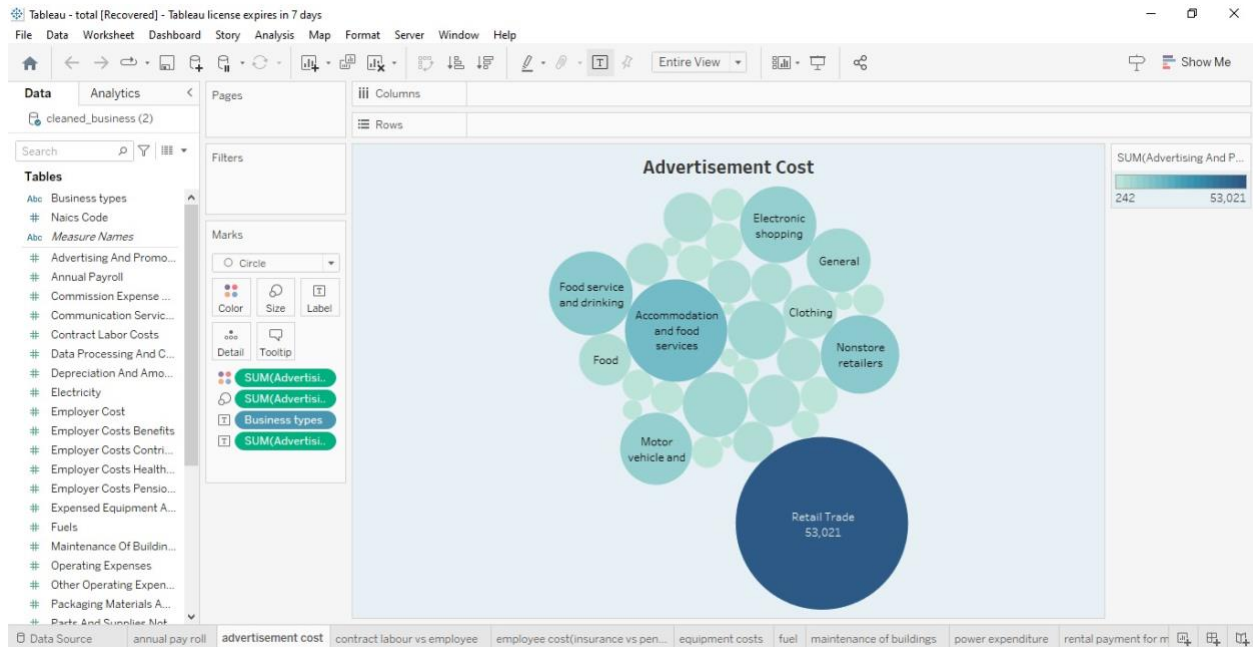 Tableau - total [Recovered] - Tableau license expires in 7 days
File Data Worksheet Dashboard Story Analysis Map Format Server Window Help
Entire View
Show Me
Data Analytics
cleaned_business (2)
Search
Tables
Abc Business types
# Naics Code
Abc Measure Names
# Advertising And Promo...
# Annual Payroll
# Commission Expense ...
# Communication Servic...
# Contract Labor Costs
# Data Processing And C...
# Depreciation And Amo...
# Electricity
# Employer Cost
# Employer Costs Benefits
# Employer Costs Contri...
# Employer Costs Health...
# Employer Costs Pensio...
# Expensed Equipment A...
# Fuels
# Maintenance Of Buildin...
# Operating Expenses
# Other Operating Expen...
# Packaging Materials A...
# Parts And Supplies Not
Pages
Filters
Marks
Circle
Color Size Label
Detail Tooltip
SUM(Advertisi..
SUM(Advertisi..
Business types
SUM(Advertisi..
Columns
Rows
Advertisement Cost
Electronic
shopping
General
Food service
and drinking
Accommodation
and food
services
Clothing
Nonstore
retailers
Food
Motor
vehicle and
Retail Trade
53,021
SUM(Advertising And P...
242 53,021
Data Source annual pay roll advertisement cost contract labour vs employee employee cost(insurance vs pen... equipment costs fuel maintenance of buildings power expenditure rental payment for m